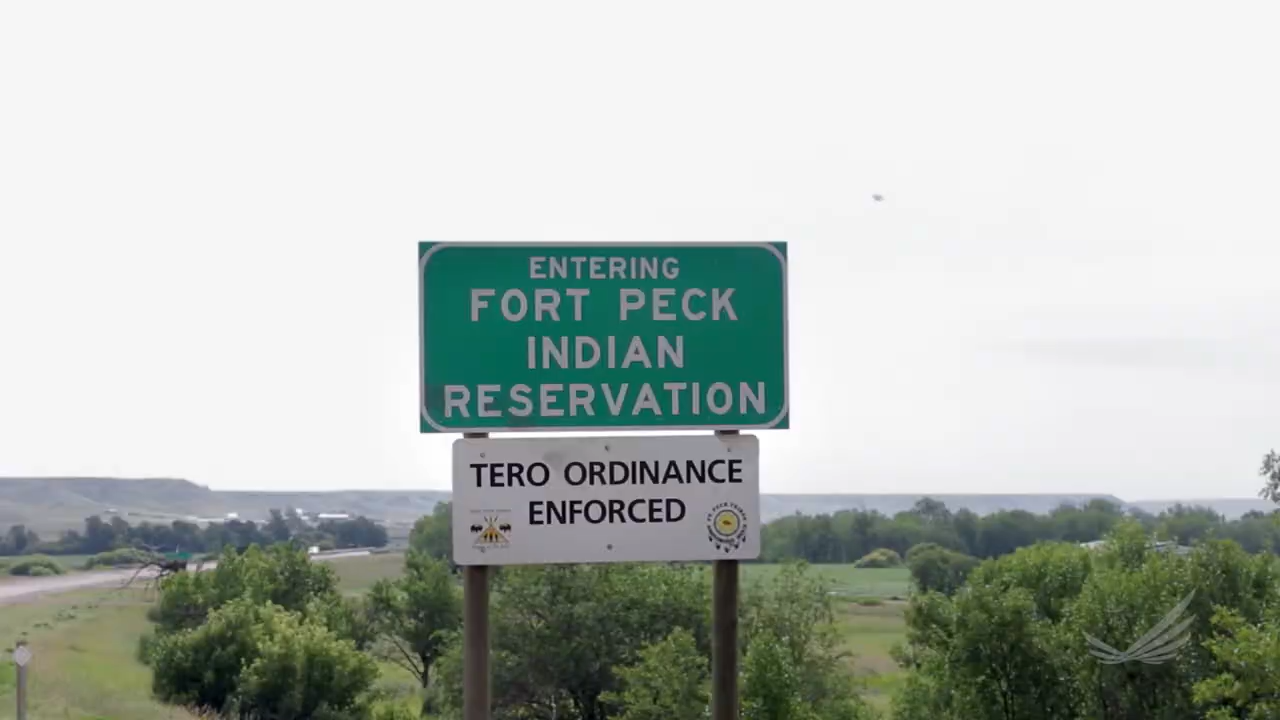 ENTERING
FORT PECK
INDIAN
RESERVATION
TERO ORDINANCE
ENFORCED